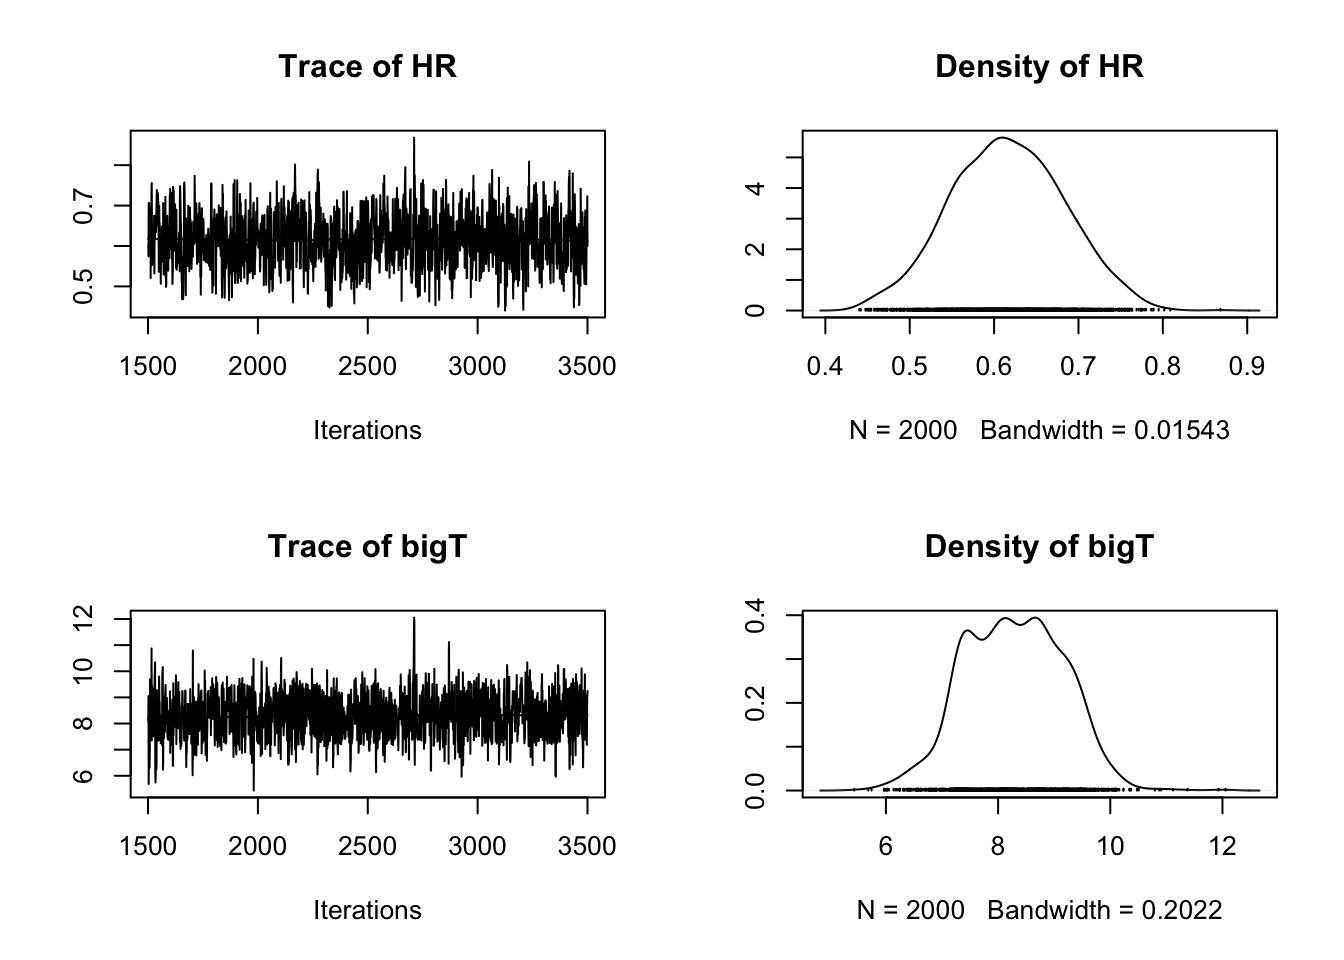 Trace of HR
0.7
0.5
1500 2000 2500 3000 3500
Iterations
Density of HR
4
2
0
0.4 0.5 0.6 0.7 0.8 0.9
N = 2000 Bandwidth = 0.01543
Trace of bigT
12
10
8
6
1500 2000 2500 3000 3500
Iterations
Density of bigT
0.4
0.2
0.0
6 8 10 12
N = 2000 Bandwidth = 0.2022